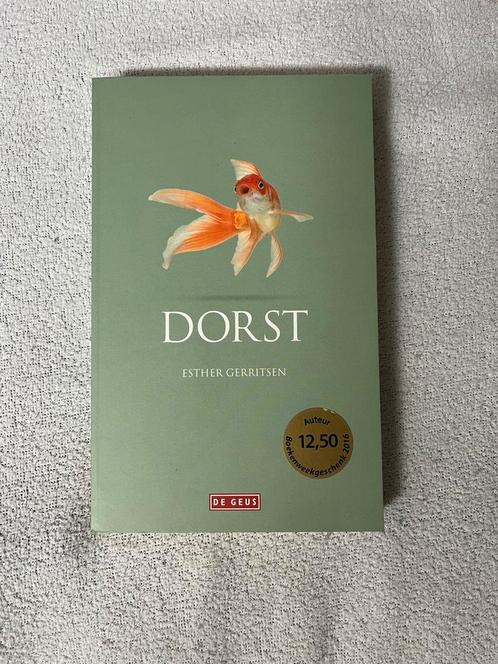 DORST
ESTHER GERRITSEN
Auteur
12,50
Boekenweekgeschenk 2016
DE GEUS